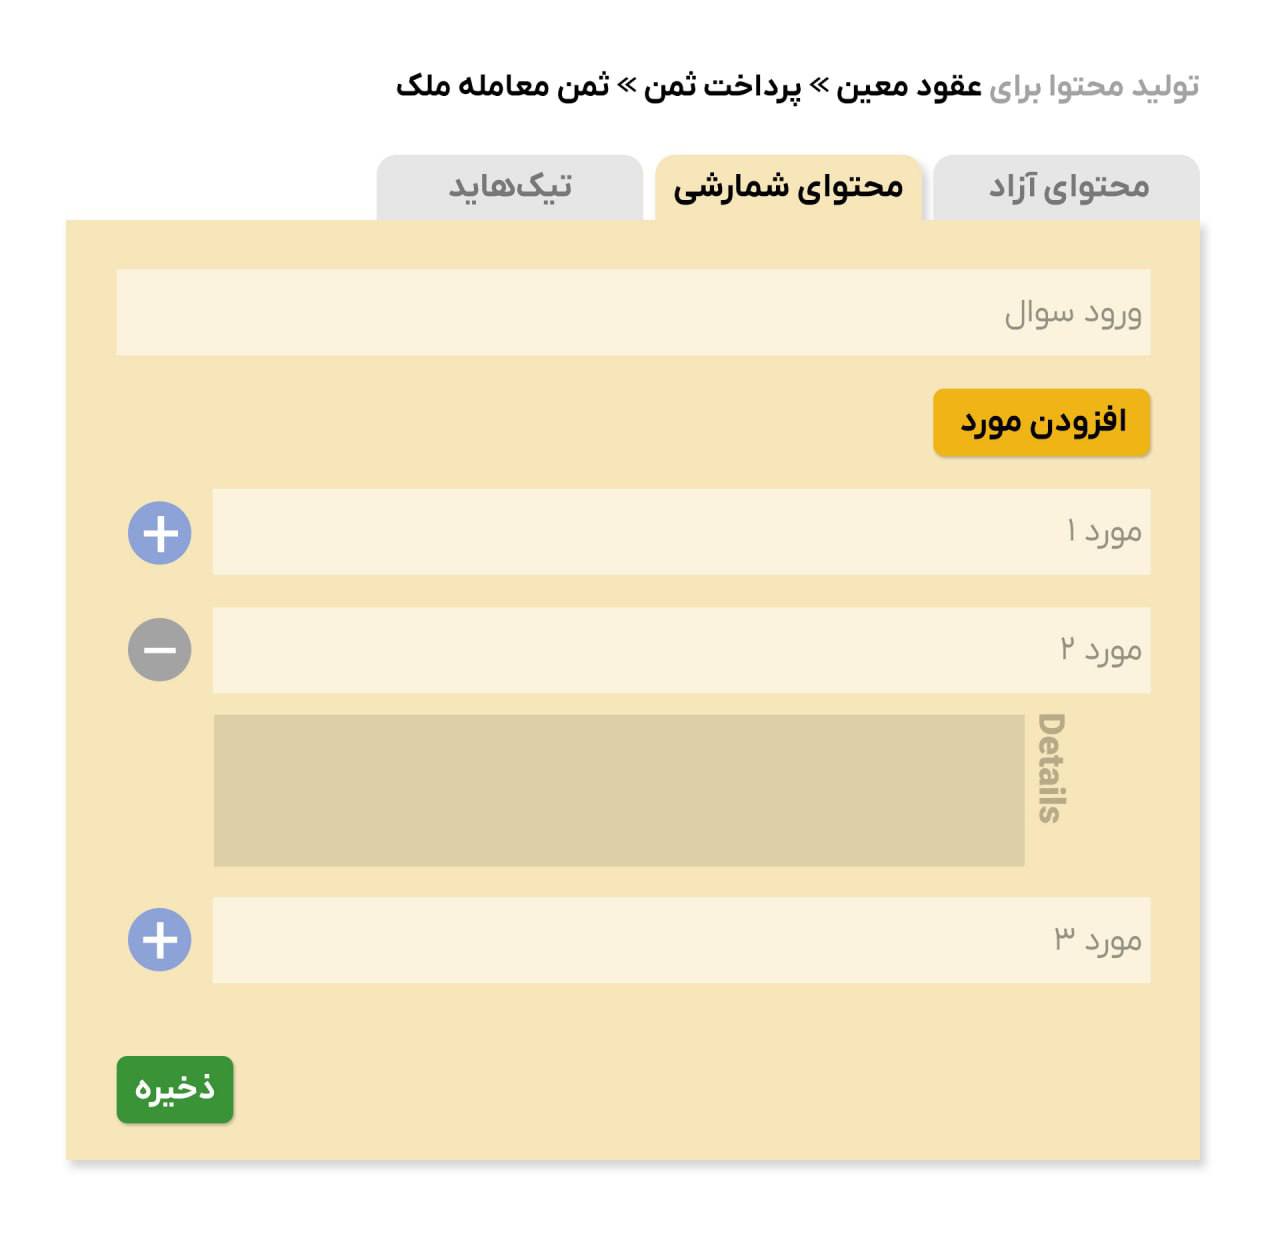 تولید محتوا برای عقود معین » پرداخت ثمن » ثمن معامله ملک
محتوای آزاد
محتوای شمارشی
تیک‌هاید
ورود سوال
افزودن مورد
مورد ۱
مورد ۲
Details
مورد ۳
ذخیره